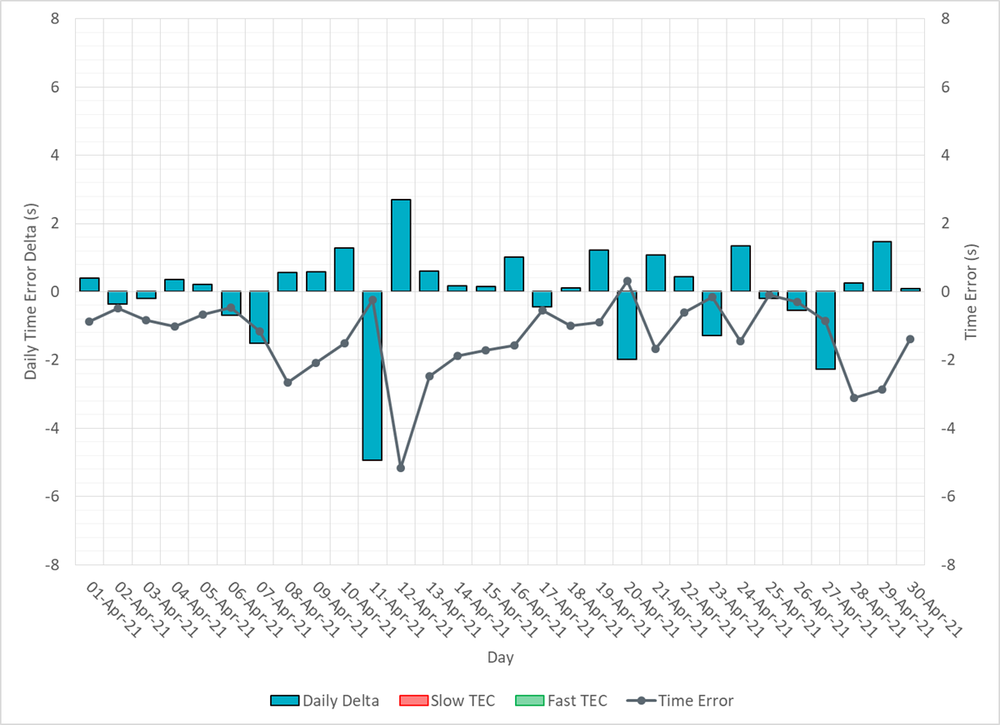 8 8
6 6
4 4
2 2
0 0
-2 -2
-4 -4
-6 -6
-8 -8
Daily Time Error Delta (s)
Time Error (s)
01-Apr-21
02-Apr-21
03-Apr-21
04-Apr-21
05-Apr-21
06-Apr-21
07-Apr-21
08-Apr-21
09-Apr-21
10-Apr-21
11-Apr-21
12-Apr-21
13-Apr-21
14-Apr-21
15-Apr-21
16-Apr-21
17-Apr-21
18-Apr-21
19-Apr-21
20-Apr-21
21-Apr-21
22-Apr-21
23-Apr-21
24-Apr-21
25-Apr-21
26-Apr-21
27-Apr-21
28-Apr-21
29-Apr-21
30-Apr-21
Day
Daily Delta Slow TEC Fast TEC Time Error